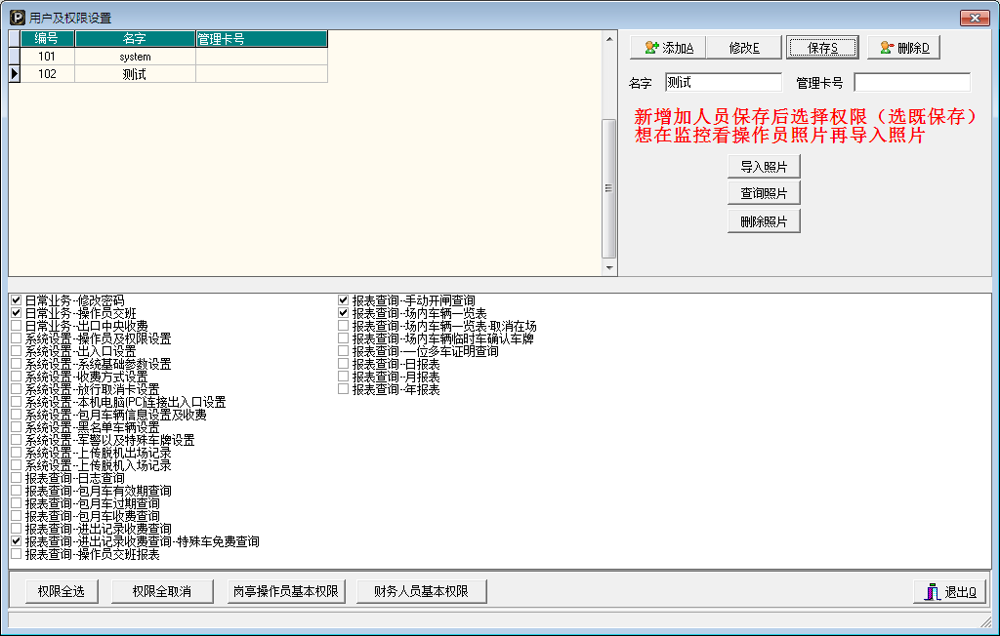 用户及权限设置
编号 名字 管理卡号
101 system
102 测试
添加A 修改E 保存S 删除D
名字 测试 管理卡号
新增加人员保存后选择权限（选既保存）
想在监控看操作员照片再导入照片
导入照片
查询照片
删除照片
日常业务--修改密码
日常业务--操作员交班
日常业务--出口中央收费
系统设置--操作员及权限设置
系统设置--出入口设置
系统设置--系统基础参数设置
系统设置--收费方式设置
系统设置--放行取消卡设置
系统设置--本机电脑(PC)连接出入口设置
系统设置--包月车辆信息设置及收费
系统设置--黑名单车辆设置
系统设置--军警以及特殊车牌设置
系统设置--上传脱机出场记录
系统设置--上传脱机入场记录
报表查询--日志查询
报表查询--包月车有效期查询
报表查询--包月车过期查询
报表查询--包月车收费查询
报表查询--进出记录收费查询
报表查询--进出记录收费查询--特殊车免费查询
报表查询--操作员交班报表
报表查询--手动开闸查询
报表查询--场内车辆一览表
报表查询--场内车辆一览表-取消在场
报表查询--场内车辆临时车确认车牌
报表查询--一位多车证明查询
报表查询--日报表
报表查询--月报表
报表查询--年报表
权限全选 权限全取消 岗亭操作员基本权限 财务人员基本权限 退出Q